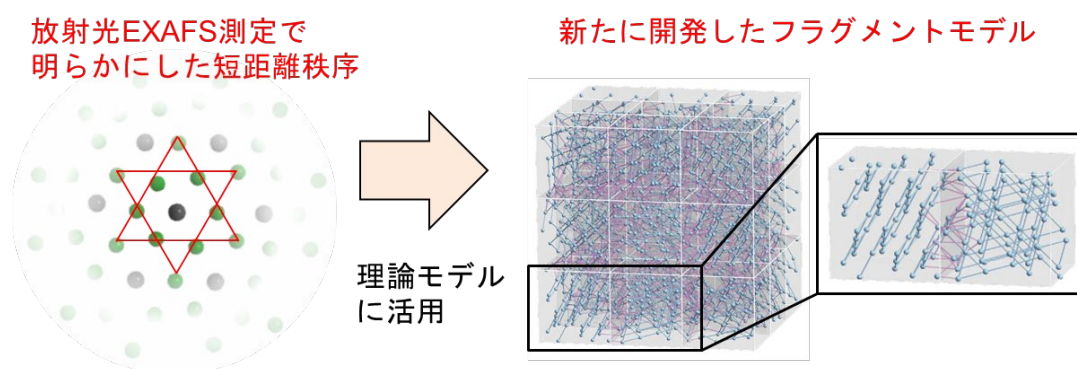 放射光EXAFS測定で
明らかにした短距離秩序
新たに開発したフラグメントモデル
理論モデル
に活用